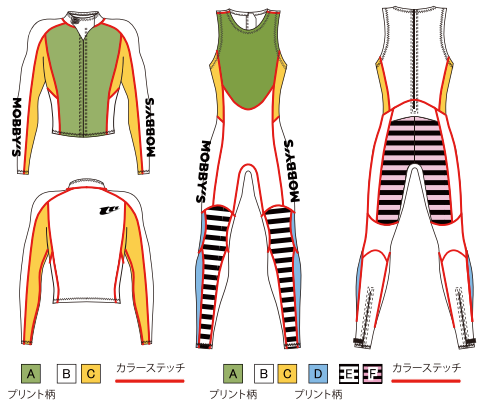 MOBBY'S
MOBBY'S
MOBBY'S
MOBBY'S
A B C カラーステッチ
プリント柄
A B C D E F カラーステッチ
プリント柄 プリント柄